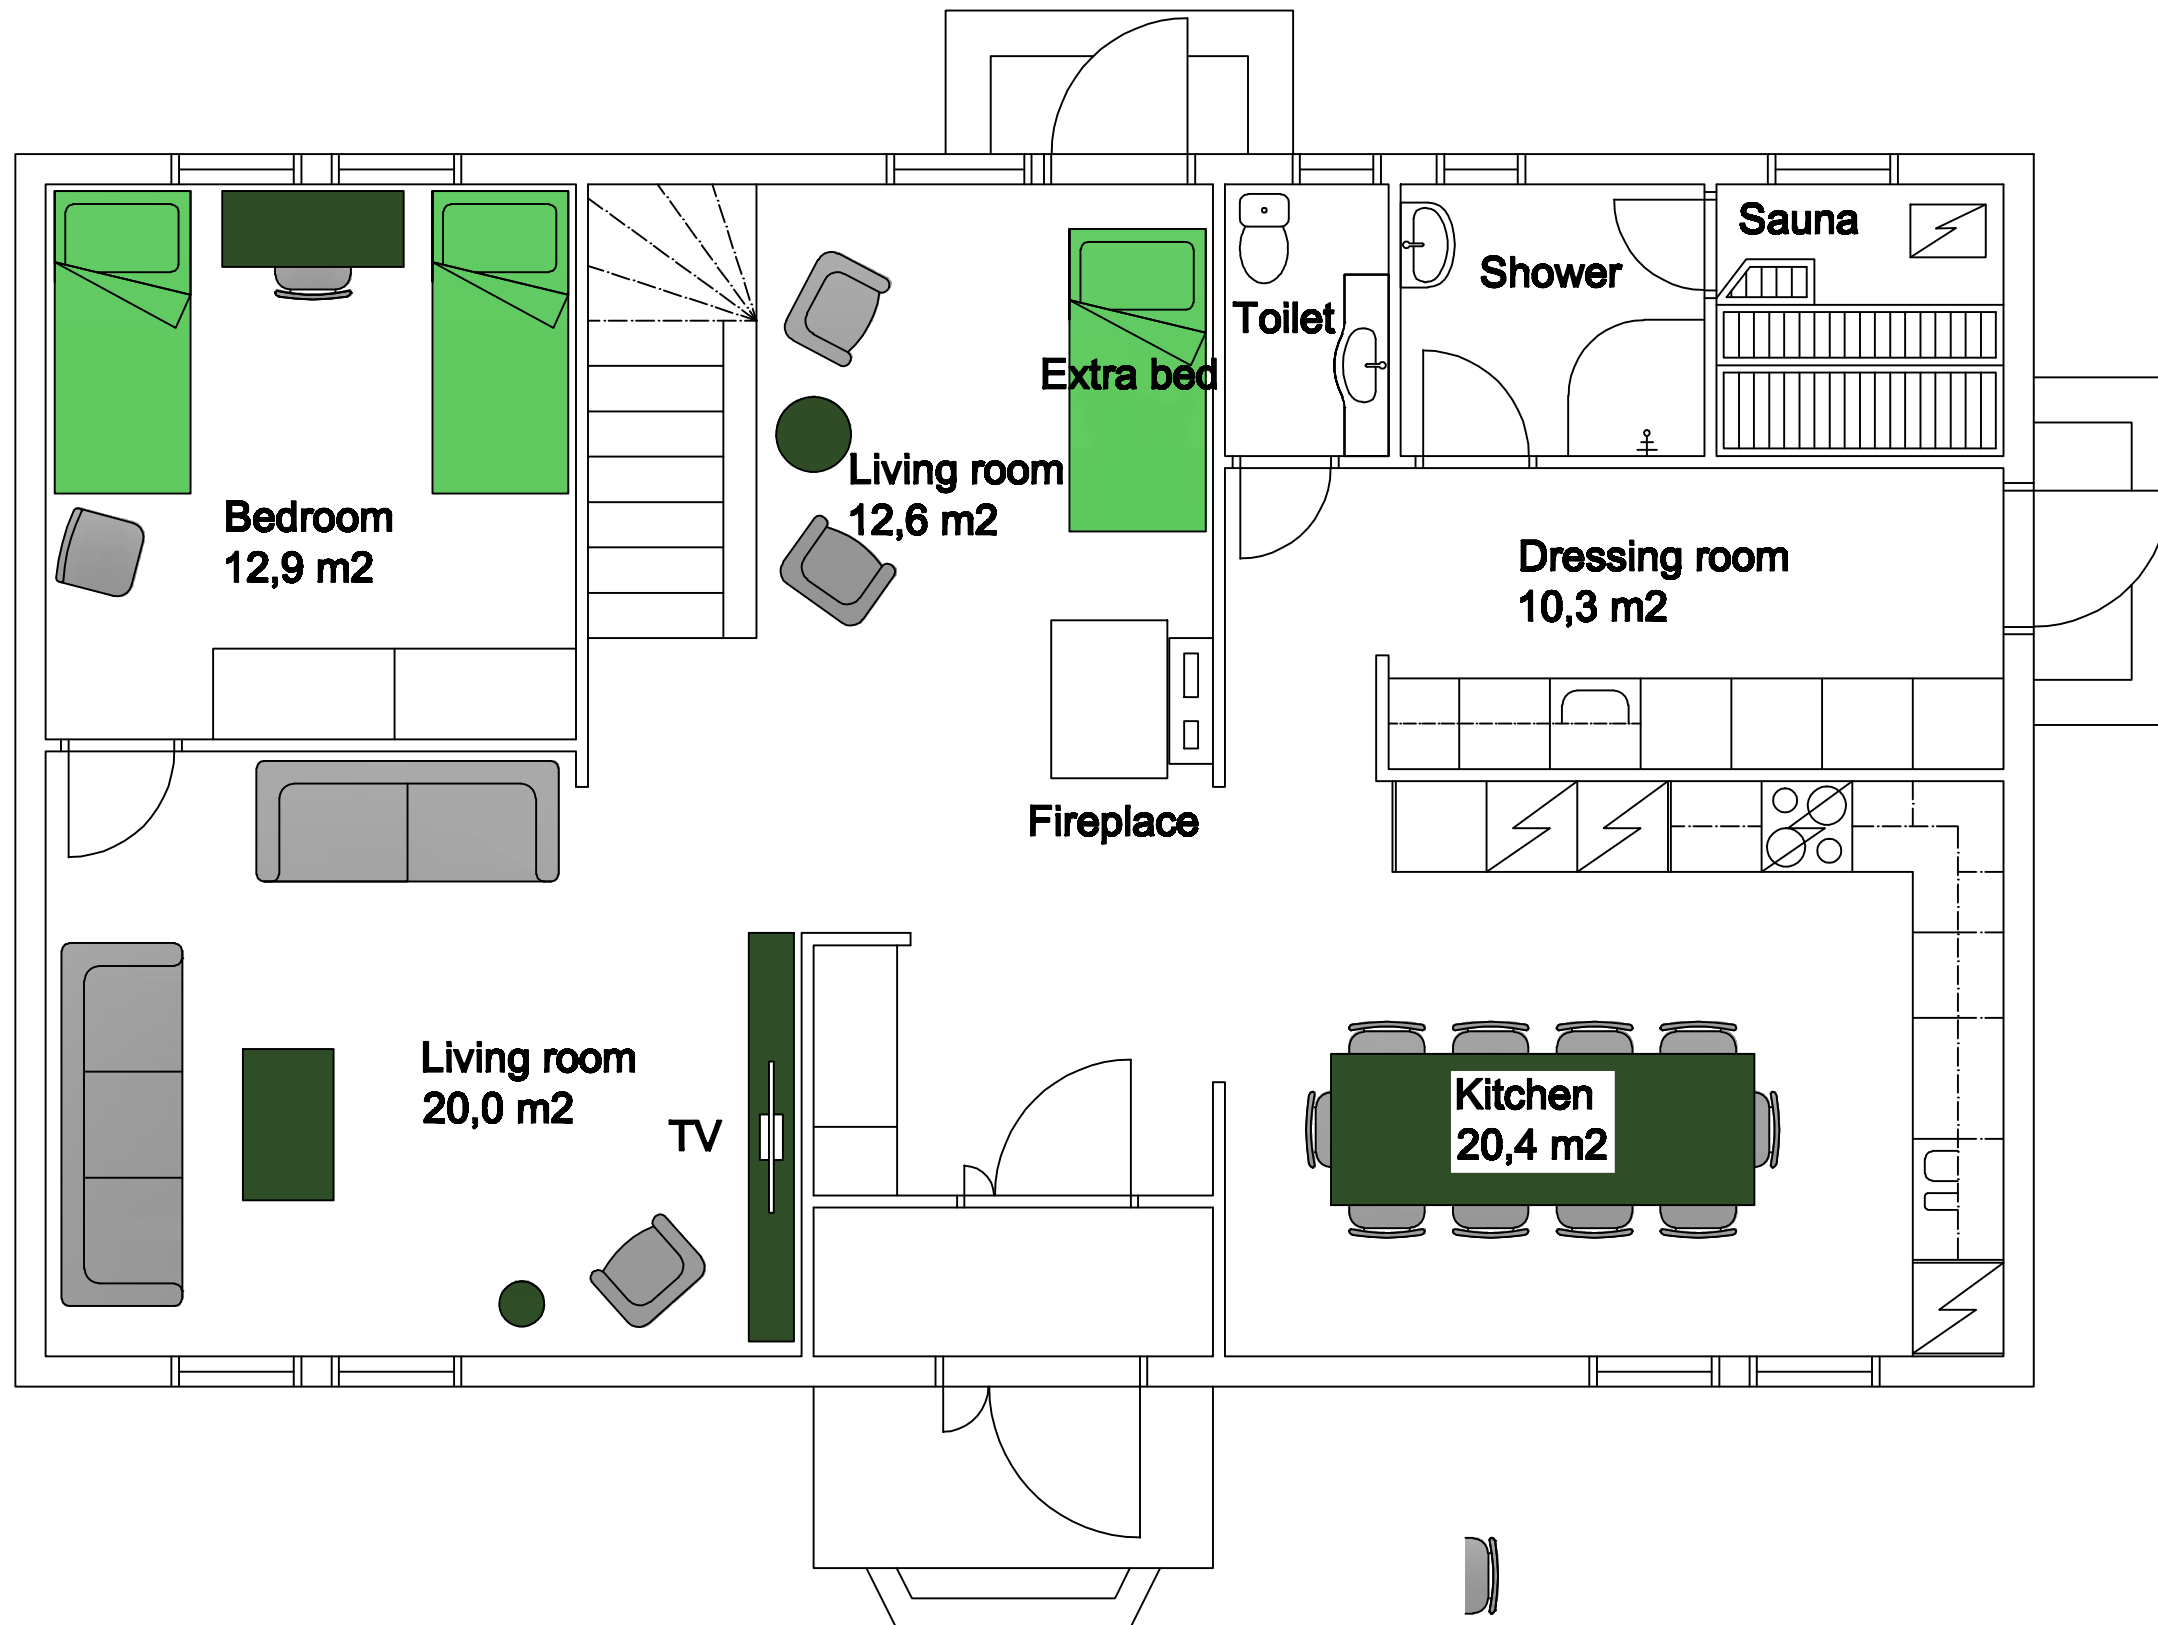 Sauna
Shower
Toilet
Extra bed
Living room
12,6 m2
Bedroom
12,9 m2
Dressing room
10,3 m2
Fireplace
Living room
20,0 m2
TV
Kitchen
20,4 m2